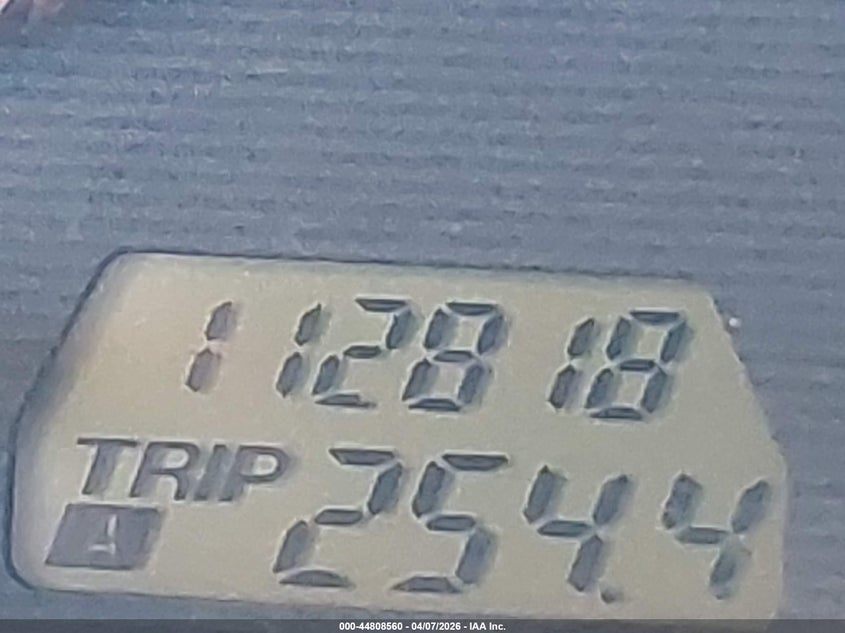 112818
TRIP 254.4
A
000-44808560 - 04/07/2026 - IAA Inc.